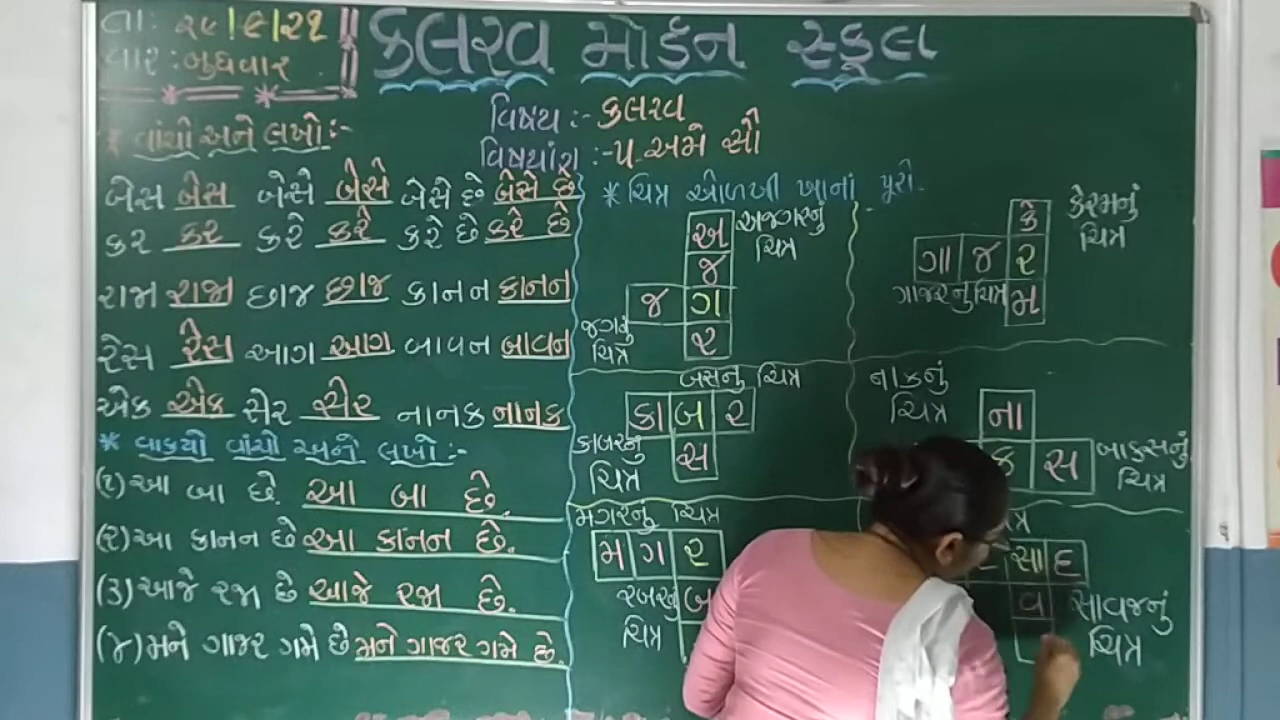 તા: ૨૯/૯/૨૧
વાર : બુધવાર
કલરવ મોર્ડન સ્કૂલ
વિષય :- કલરવ
વિષયાંશ :- ૫. અમે સૌ
* વાંચો અને લખો :-
બેસ બેસ બેસે બેસે બેસે છે બેસે છે
કર કર કરે કરે કરે છે કરે છે
રાજા રાજા છાજ છાજ કાનન કાનન
રેસ રેસ આગ આગ બાવન બાવન
એક એક સેર સેર નાનક નાનક
* વાક્યો વાંચો અને લખો :-
(૧) આ બા છે. આ બા છે.
(૨) આ કાનન છે આ કાનન છે.
(૩) આજે રજા છે આજે રજા છે.
(૪) મને ગાજર ગમે છે મને ગાજર ગમે છે.
* ચિત્ર ઓળખી ખાનાં પૂરો.
અજગરનું ચિત્ર
અ
જ
જ ગ
ર
જગનું ચિત્ર
કેરમનું ચિત્ર
કે
ગા જ ર
મ
ગાજરનું ચિત્ર
બસનું ચિત્ર
કા બ ર
સ
કાબરનું ચિત્ર
નાકનું ચિત્ર
ના
ક સ
બાકસનું ચિત્ર
મગરનું ચિત્ર
મ ગ ર
બ
રબરનું ચિત્ર
સા દ
વ
સાવજનું ચિત્ર